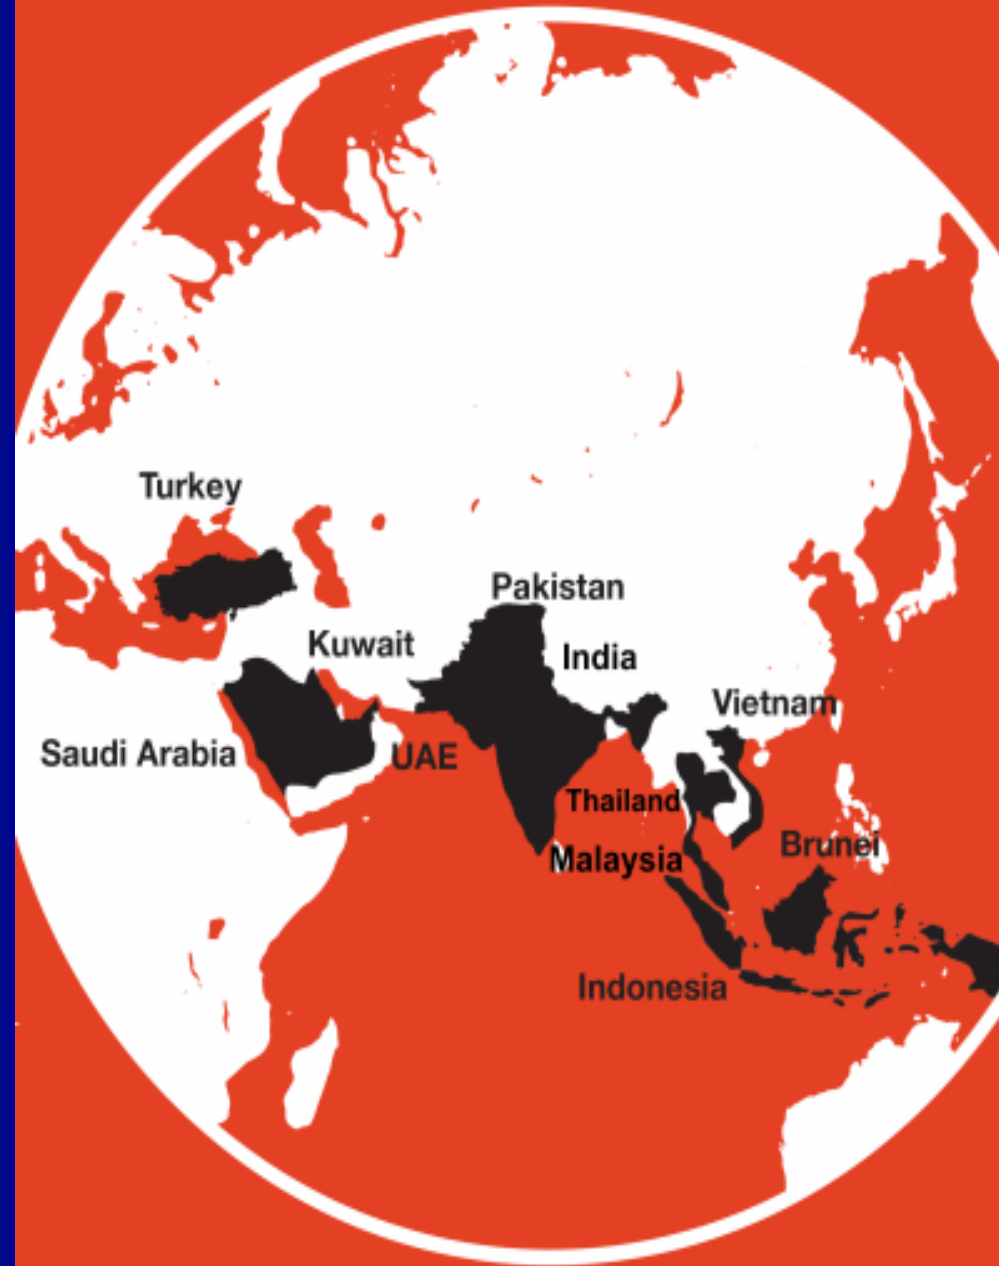 Turkey
Pakistan
Kuwait
India
Vietnam
Saudi Arabia
UAE
Thailand
Brunei
Malaysia
Indonesia